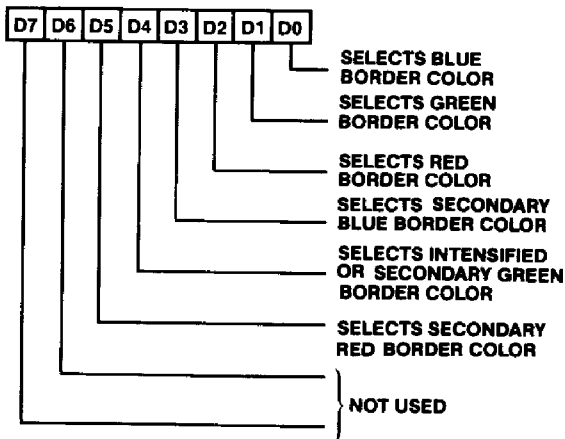 D7 D6 D5 D4 D3 D2 D1 D0
SELECTS BLUE
BORDER COLOR
SELECTS GREEN
BORDER COLOR
SELECTS RED
BORDER COLOR
SELECTS SECONDARY
BLUE BORDER COLOR
SELECTS INTENSIFIED
OR SECONDARY GREEN
BORDER COLOR
SELECTS SECONDARY
RED BORDER COLOR
NOT USED